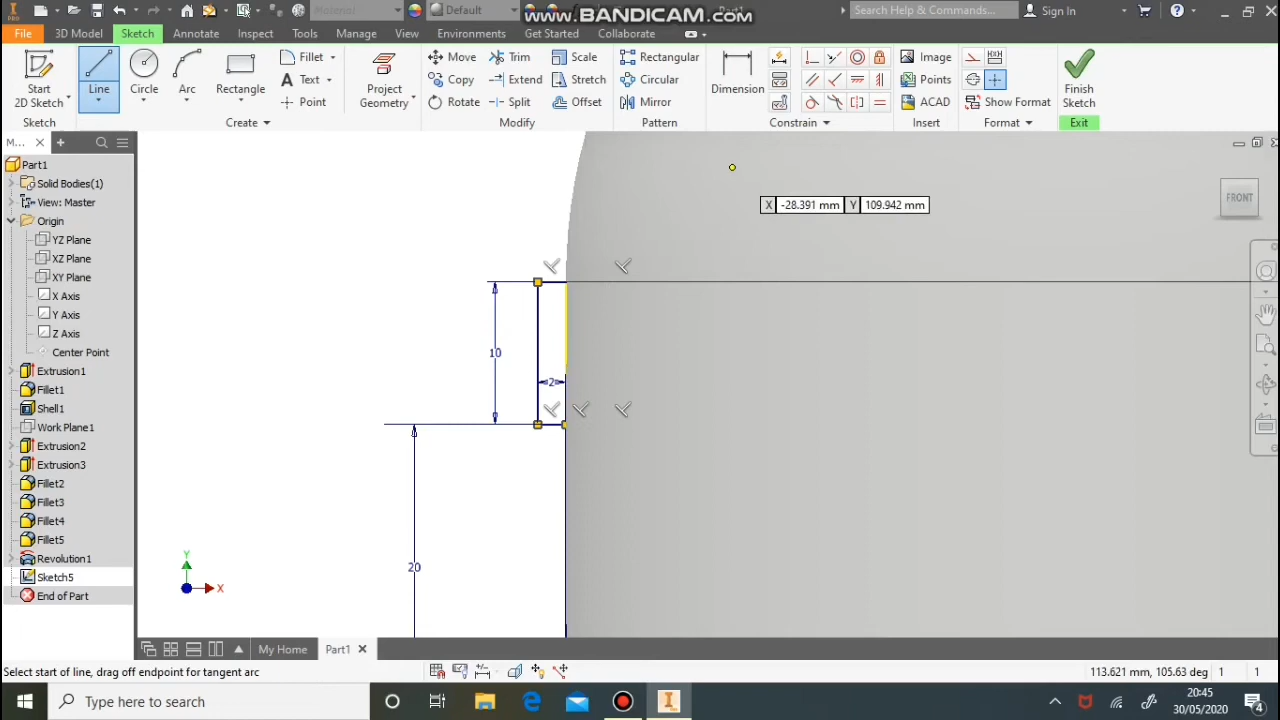 Material
Default
Part1
www.BANDICAM.com
Search Help & Commands...
Sign In
PRO
File
3D Model
Sketch
Annotate
Inspect
Tools
Manage
View
Environments
Get Started
Collaborate
Start
2D Sketch
Line
Circle
Arc
Rectangle
Fillet
Text
Point
Project
Geometry
Move
Copy
Rotate
Trim
Extend
Split
Scale
Stretch
Offset
Rectangular
Circular
Mirror
Dimension
Image
Points
ACAD
Show Format
Finish
Sketch
Sketch
Create
Modify
Pattern
Constrain
Insert
Format
Exit
M...
Part1
Solid Bodies(1)
View: Master
Origin
YZ Plane
XZ Plane
XY Plane
X Axis
Y Axis
Z Axis
Center Point
Extrusion1
Fillet1
Shell1
Work Plane1
Extrusion2
Extrusion3
Fillet2
Fillet3
Fillet4
Fillet5
Revolution1
Sketch5
End of Part
X -28.391 mm Y 109.942 mm
FRONT
10
2
20
Y
X
My Home
Part1
Select start of line, drag off endpoint for tangent arc
113.621 mm, 105.63 deg 1 1
Type here to search
20:45
30/05/2020
4